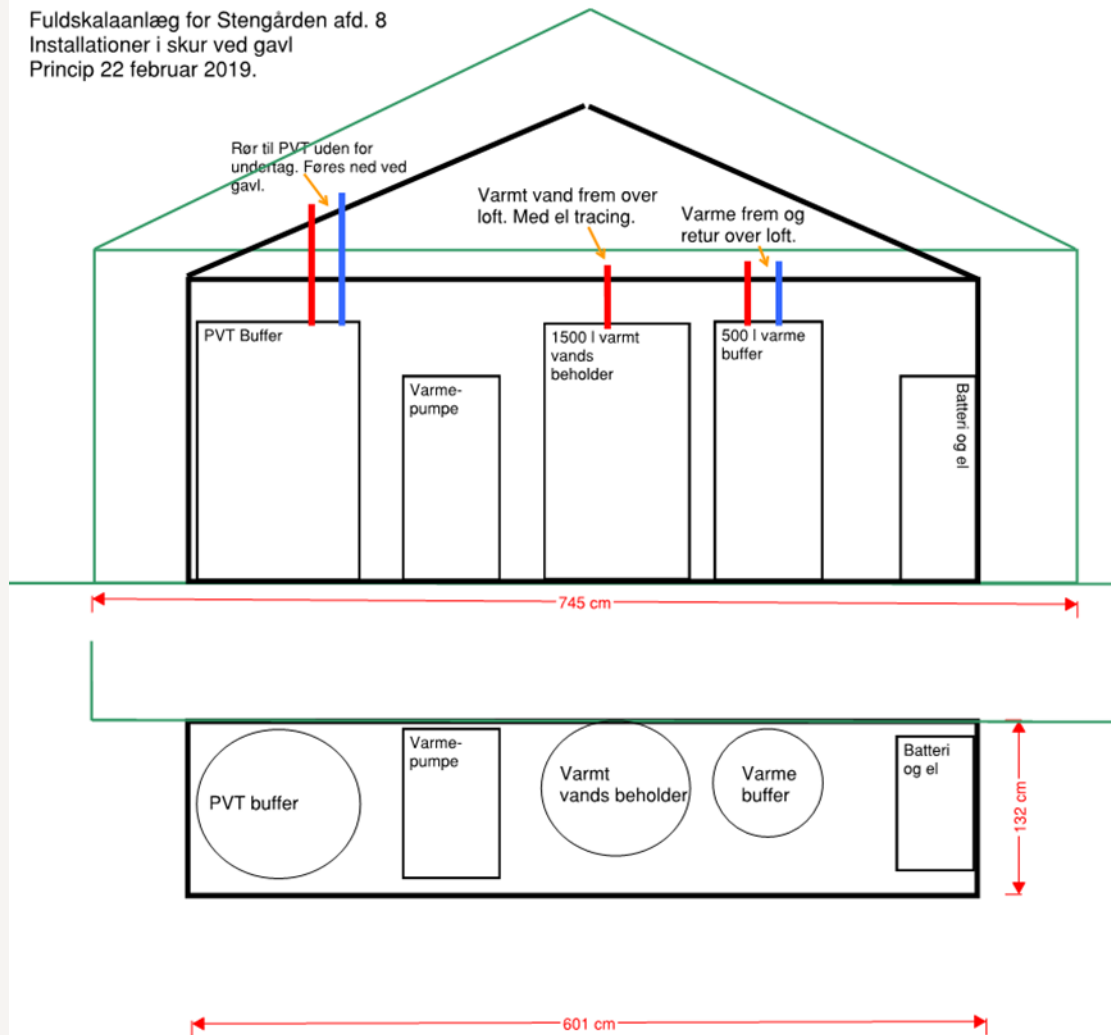 Fuldskalaanlæg for Stengården afd. 8
Installationer i skur ved gavl
Princip 22 februar 2019.
Rør til PVT uden for
undertag. Føres ned ved
gavl.
Varmt vand frem over
loft. Med el tracing.
Varme frem og
retur over loft.
PVT Buffer
Varme-
pumpe
1500 l varmt
vands
beholder
500 l varme
buffer
Batteri og el
745 cm
PVT buffer
Varme-
pumpe
Varmt
vands beholder
Varme
buffer
Batteri
og el
132 cm
601 cm